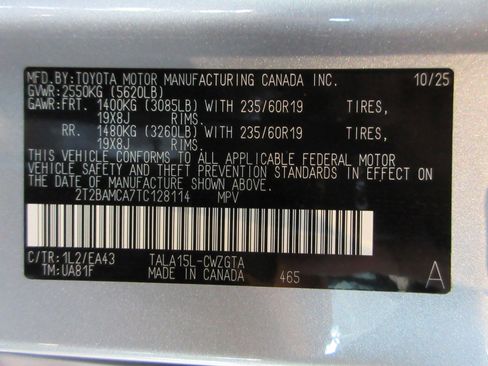 MFD.BY:TOYOTA MOTOR MANUFACTURING CANADA INC. 10/25
GVWR:2550KG (5620LB)
GAWR:FRT. 1400KG (3085LB) WITH 235/60R19 TIRES,
19X8J RIMS.
RR. 1480KG (3260LB) WITH 235/60R19 TIRES,
19X8J RIMS.
THIS VEHICLE CONFORMS TO ALL APPLICABLE FEDERAL MOTOR
VEHICLE SAFETY AND THEFT PREVENTION STANDARDS IN EFFECT ON
THE DATE OF MANUFACTURE SHOWN ABOVE.
2T2BAMCA7TC128114 MPV
C/TR:1L2/EA43 TALA15L-CWZGTA
TM:UA81F MADE IN CANADA 465 A